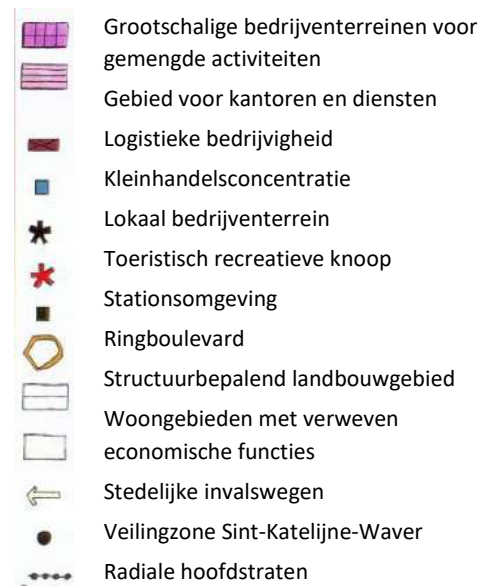 Grootschalige bedrijventerreinen voor
gemengde activiteiten
Gebied voor kantoren en diensten
Logistieke bedrijvigheid
Kleinhandelsconcentratie
Lokaal bedrijventerrein
Toeristisch recreatieve knoop
Stationsomgeving
Ringboulevard
Structuurbepalend landbouwgebied
Woongebieden met verweven
economische functies
Stedelijke invalswegen
Veilingzone Sint-Katelijne-Waver
Radiale hoofdstraten